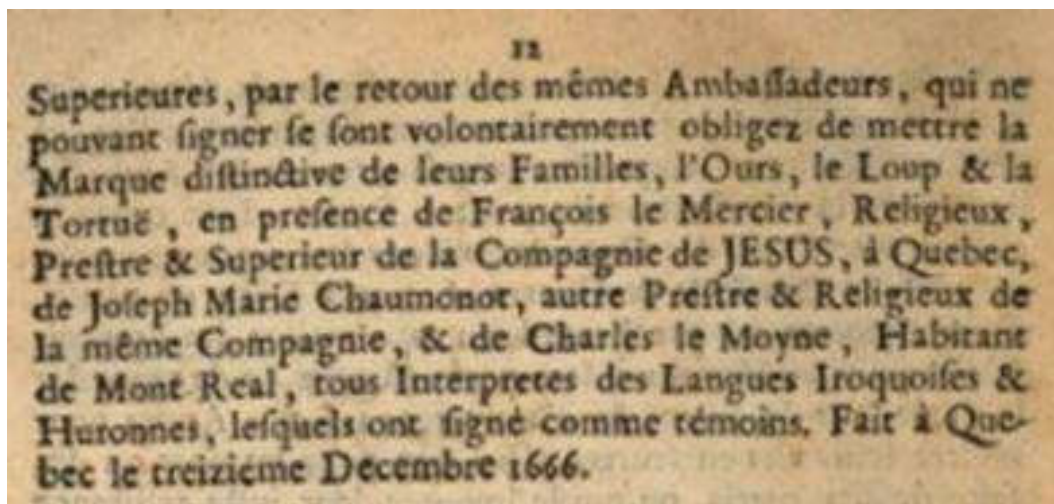 12
Superieures, par le retour des mêmes Ambaſſadeurs, qui ne
pouvant ſigner ſe ſont volontairement obligez de mettre la
Marque diſtinctive de leurs Familles, l'Ours, le Loup & la
Tortuë, en preſence de François le Mercier, Religieux,
Preſtre & Superieur de la Compagnie de JESUS, à Quebec,
de Joſeph Marie Chaumonot, autre Preſtre & Religieux de
la même Compagnie, & de Charles le Moyne, Habitant
de Mont Real, tous Interpretes des Langues Iroquoiſes &
Huronnes, leſquels ont ſigné comme témoins. Fait à Que-
bec le treiziéme Decembre 1666.